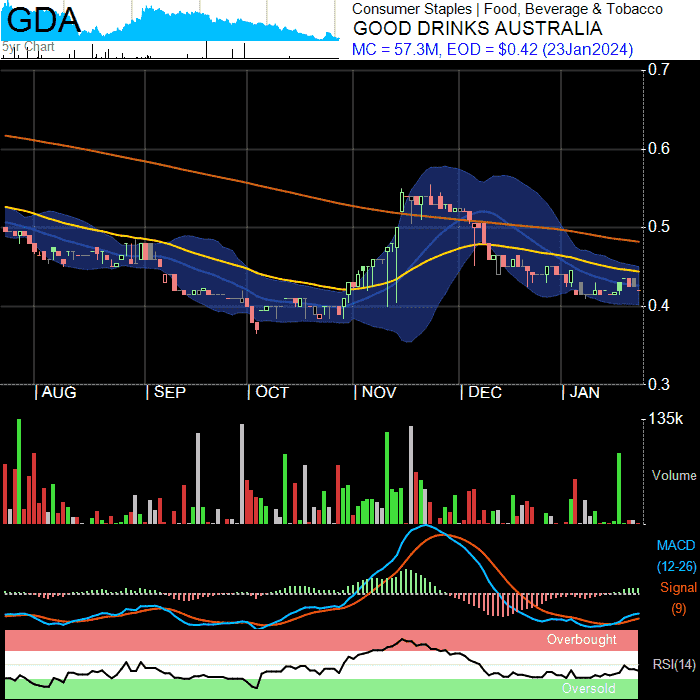 GDA
5yr Chart
Consumer Staples | Food, Beverage & Tobacco
GOOD DRINKS AUSTRALIA
MC = 57.3M, EOD = $0.42 (23Jan2024)
0.7
0.6
0.5
0.4
0.3
| AUG | SEP | OCT | NOV | DEC | JAN
135k
Volume
MACD
(12-26)
Signal
(9)
Overbought
RSI(14)
Oversold